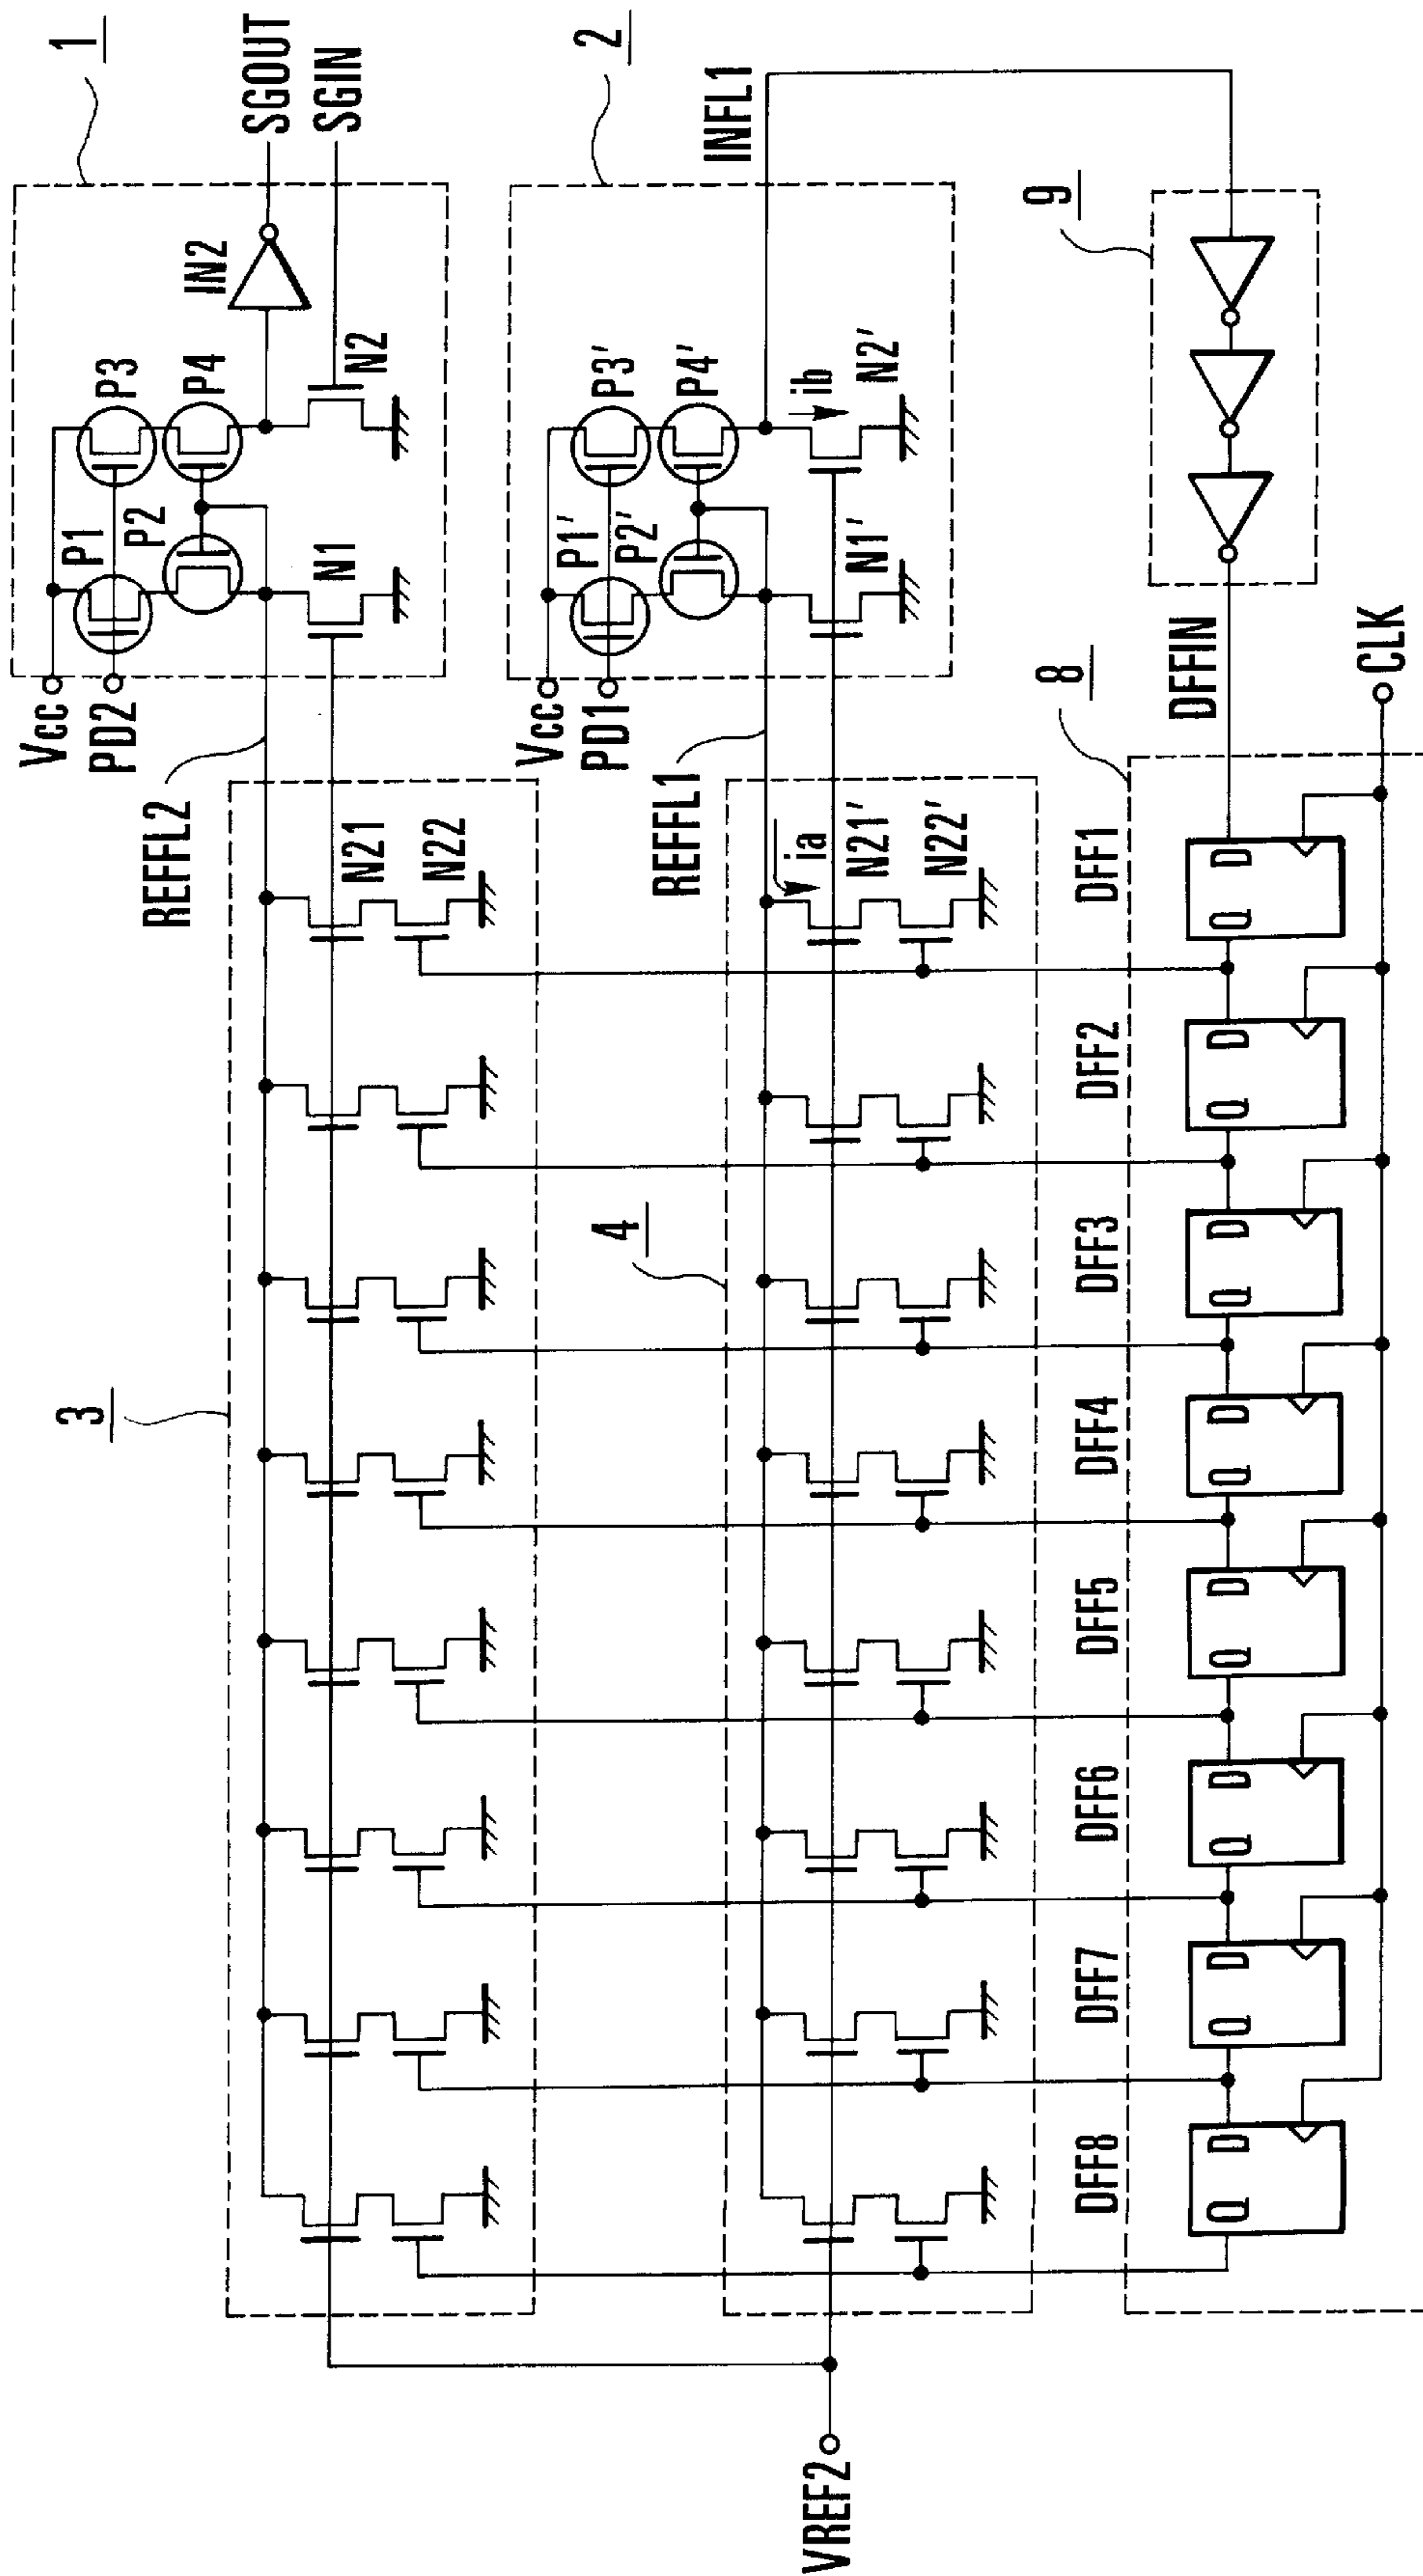 1
SGOUT
SGIN
IN2
P3
P4
N2
P1
P2
N1
Vcc
PD2
REFFL2
2
INFL1
P3'
P4'
ib
N2'
P1'
P2'
N1'
Vcc
PD1
REFFL1
3
N21
N22
4
ia
N21'
N22'
9
DFFIN
8
CLK
DFF1
Q D
DFF2
Q D
DFF3
Q D
DFF4
Q D
DFF5
Q D
DFF6
Q D
DFF7
Q D
DFF8
Q D
VREF2